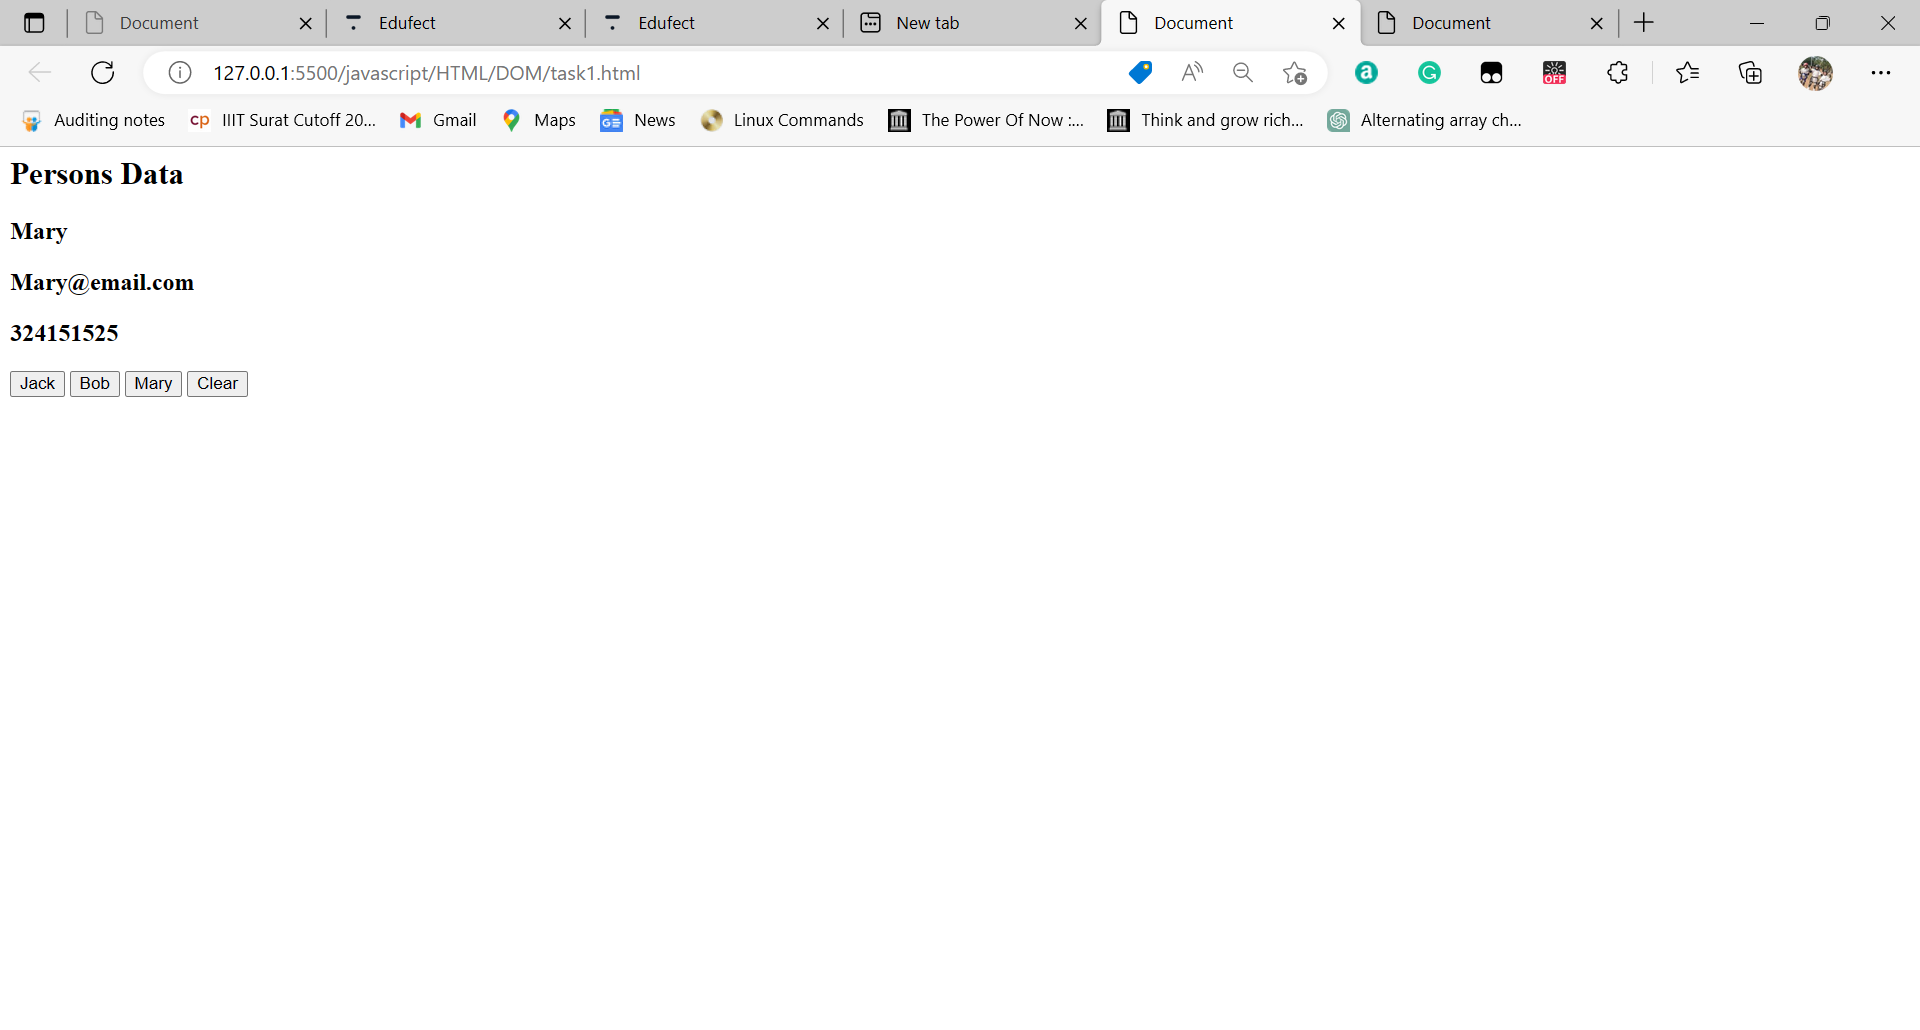 Document
Edufect
Edufect
New tab
Document
Document
127.0.0.1:5500/javascript/HTML/DOM/task1.html
Auditing notes
cp IIIT Surat Cutoff 20...
Gmail
Maps
News
Linux Commands
The Power Of Now :...
Think and grow rich...
Alternating array ch...
Persons Data
Mary
Mary@email.com
324151525
Jack Bob Mary Clear